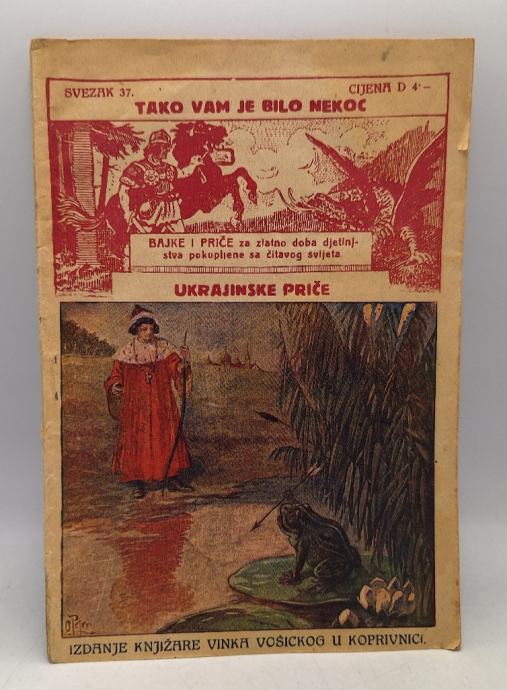 SVEZAK 37.
CIJENA D 4·–
TAKO VAM JE BILO NEKOĆ
BAJKE I PRIČE za zlatno doba djetinj-
stva pokupljene sa čitavog svijeta.
UKRAJINSKE PRIČE
IZDANJE KNJIŽARE VINKA VOŠICKOG U KOPRIVNICI.